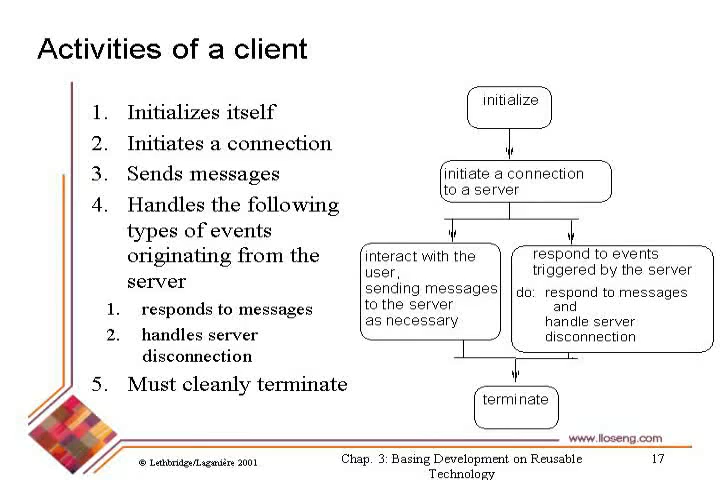 Activities of a client
1. Initializes itself
2. Initiates a connection
3. Sends messages
4. Handles the following
types of events
originating from the
server
1. responds to messages
2. handles server
disconnection
5. Must cleanly terminate
initialize
initiate a connection
to a server
interact with the
user,
sending messages
to the server
as necessary
respond to events
triggered by the server
do: respond to messages
and
handle server
disconnection
terminate
www.lloseng.com
© Lethbridge/Laganière 2001
Chap. 3: Basing Development on Reusable
Technology
17